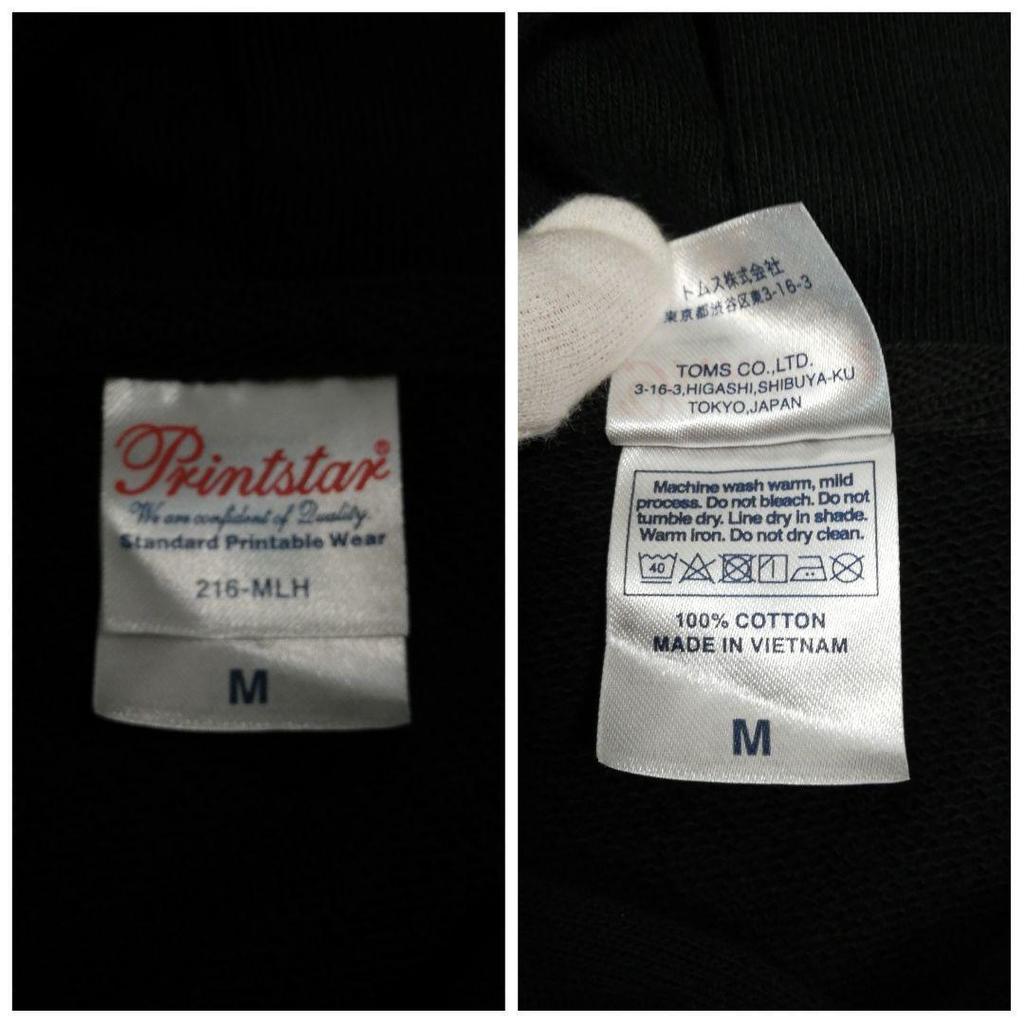 Printstar®
We are confident of Quality.
Standard Printable Wear
216-MLH
M
トムス株式会社
東京都渋谷区東3-16-3
TOMS CO.,LTD.
3-16-3,HIGASHI,SHIBUYA-KU
TOKYO,JAPAN
Machine wash warm, mild
process. Do not bleach. Do not
tumble dry. Line dry in shade.
Warm iron. Do not dry clean.
40
100% COTTON
MADE IN VIETNAM
M